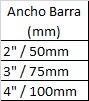 Ancho Barra
(mm)
2" / 50mm
3" / 75mm
4" / 100mm